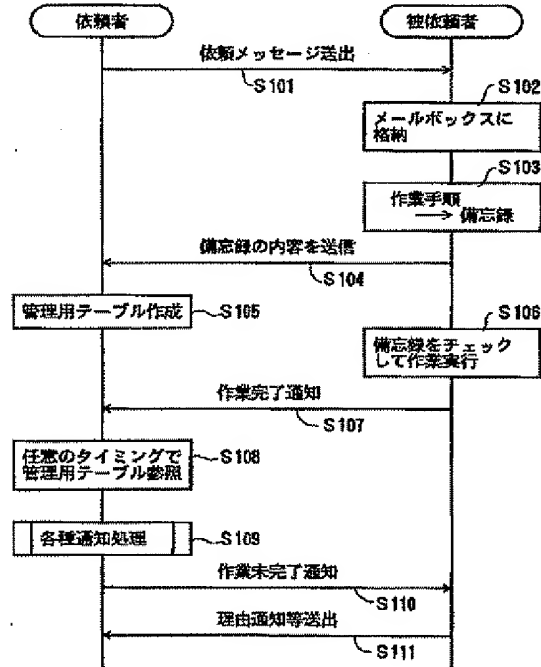 依頼者
被依頼者
依頼メッセージ送出
S101
S102
メールボックスに
格納
S103
作業手順
→ 備忘録
備忘録の内容を送信
S104
管理用テーブル作成
S105
S106
備忘録をチェック
して作業実行
作業完了通知
S107
任意のタイミングで
管理用テーブル参照
S108
各種通知処理
S109
作業未完了通知
S110
理由通知等送出
S111